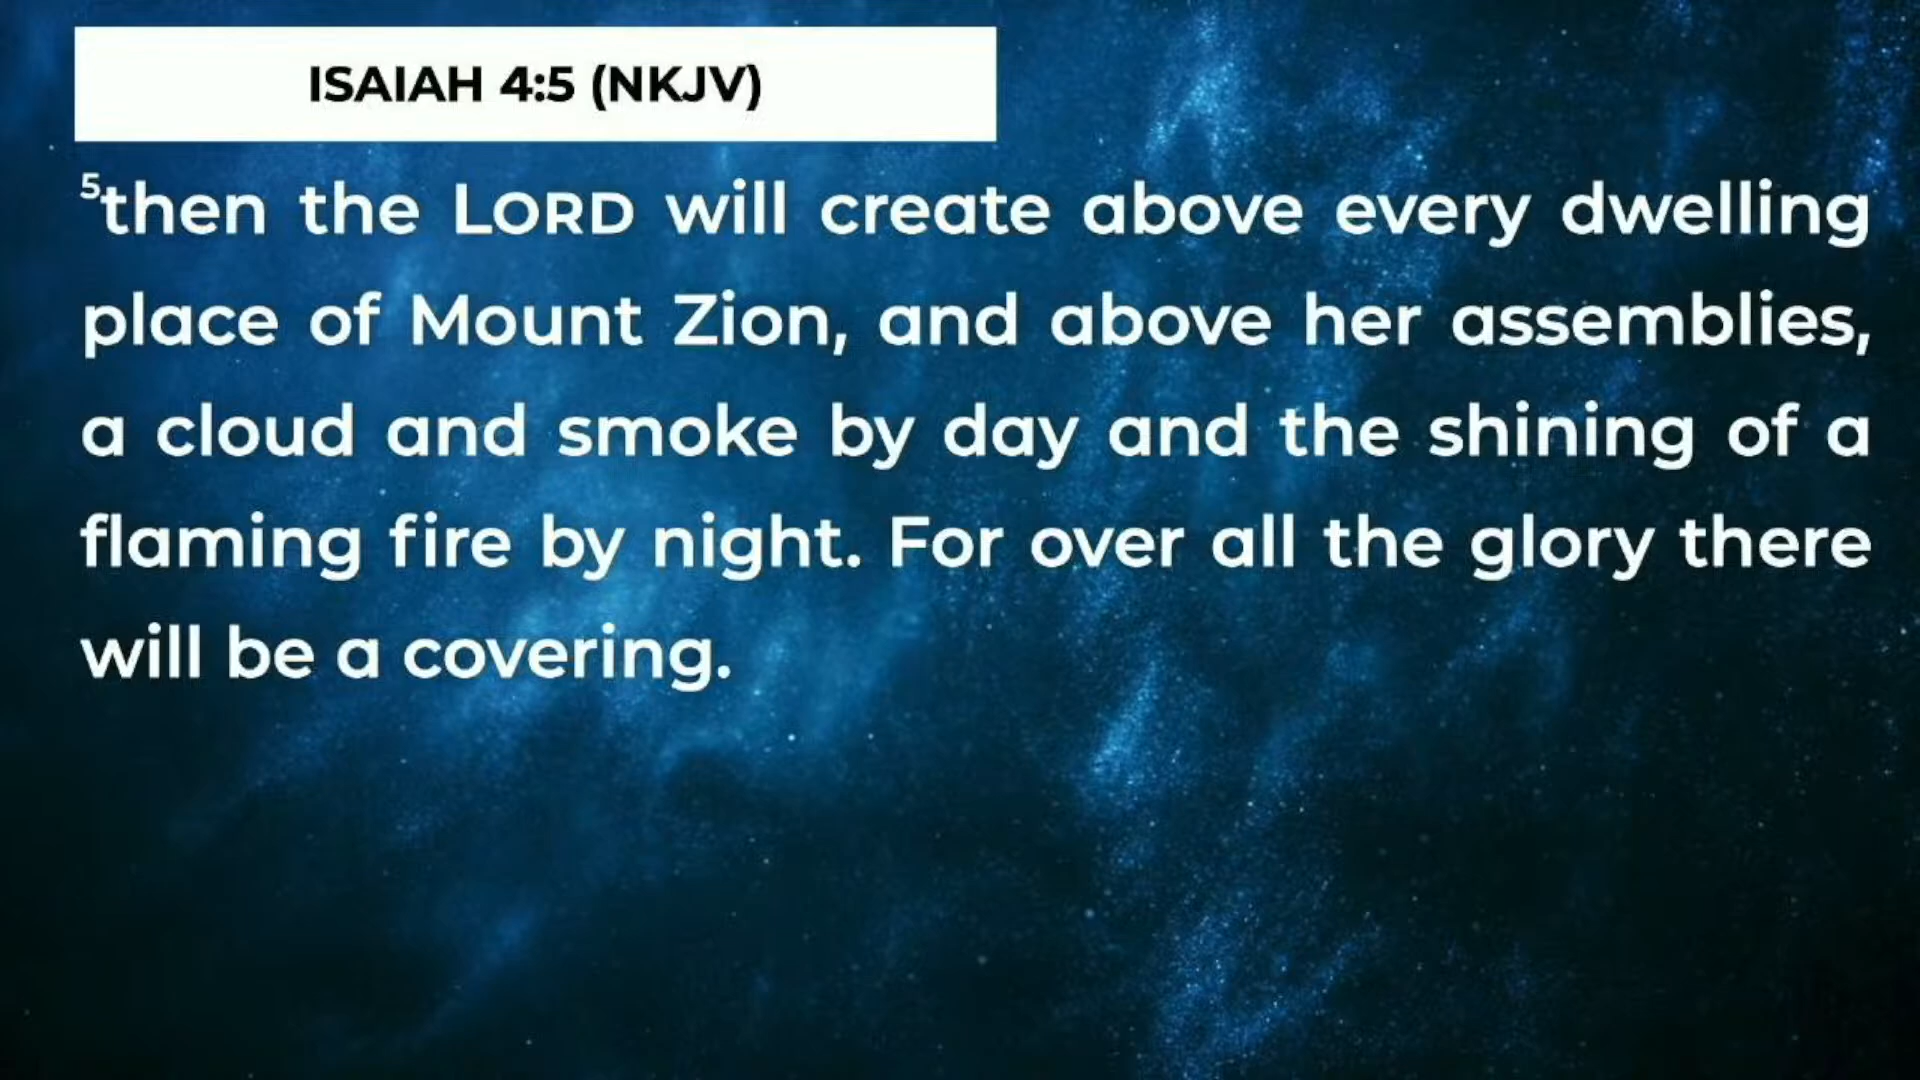 ISAIAH 4:5 (NKJV)
⁵then the LORD will create above every dwelling
place of Mount Zion, and above her assemblies,
a cloud and smoke by day and the shining of a
flaming fire by night. For over all the glory there
will be a covering.